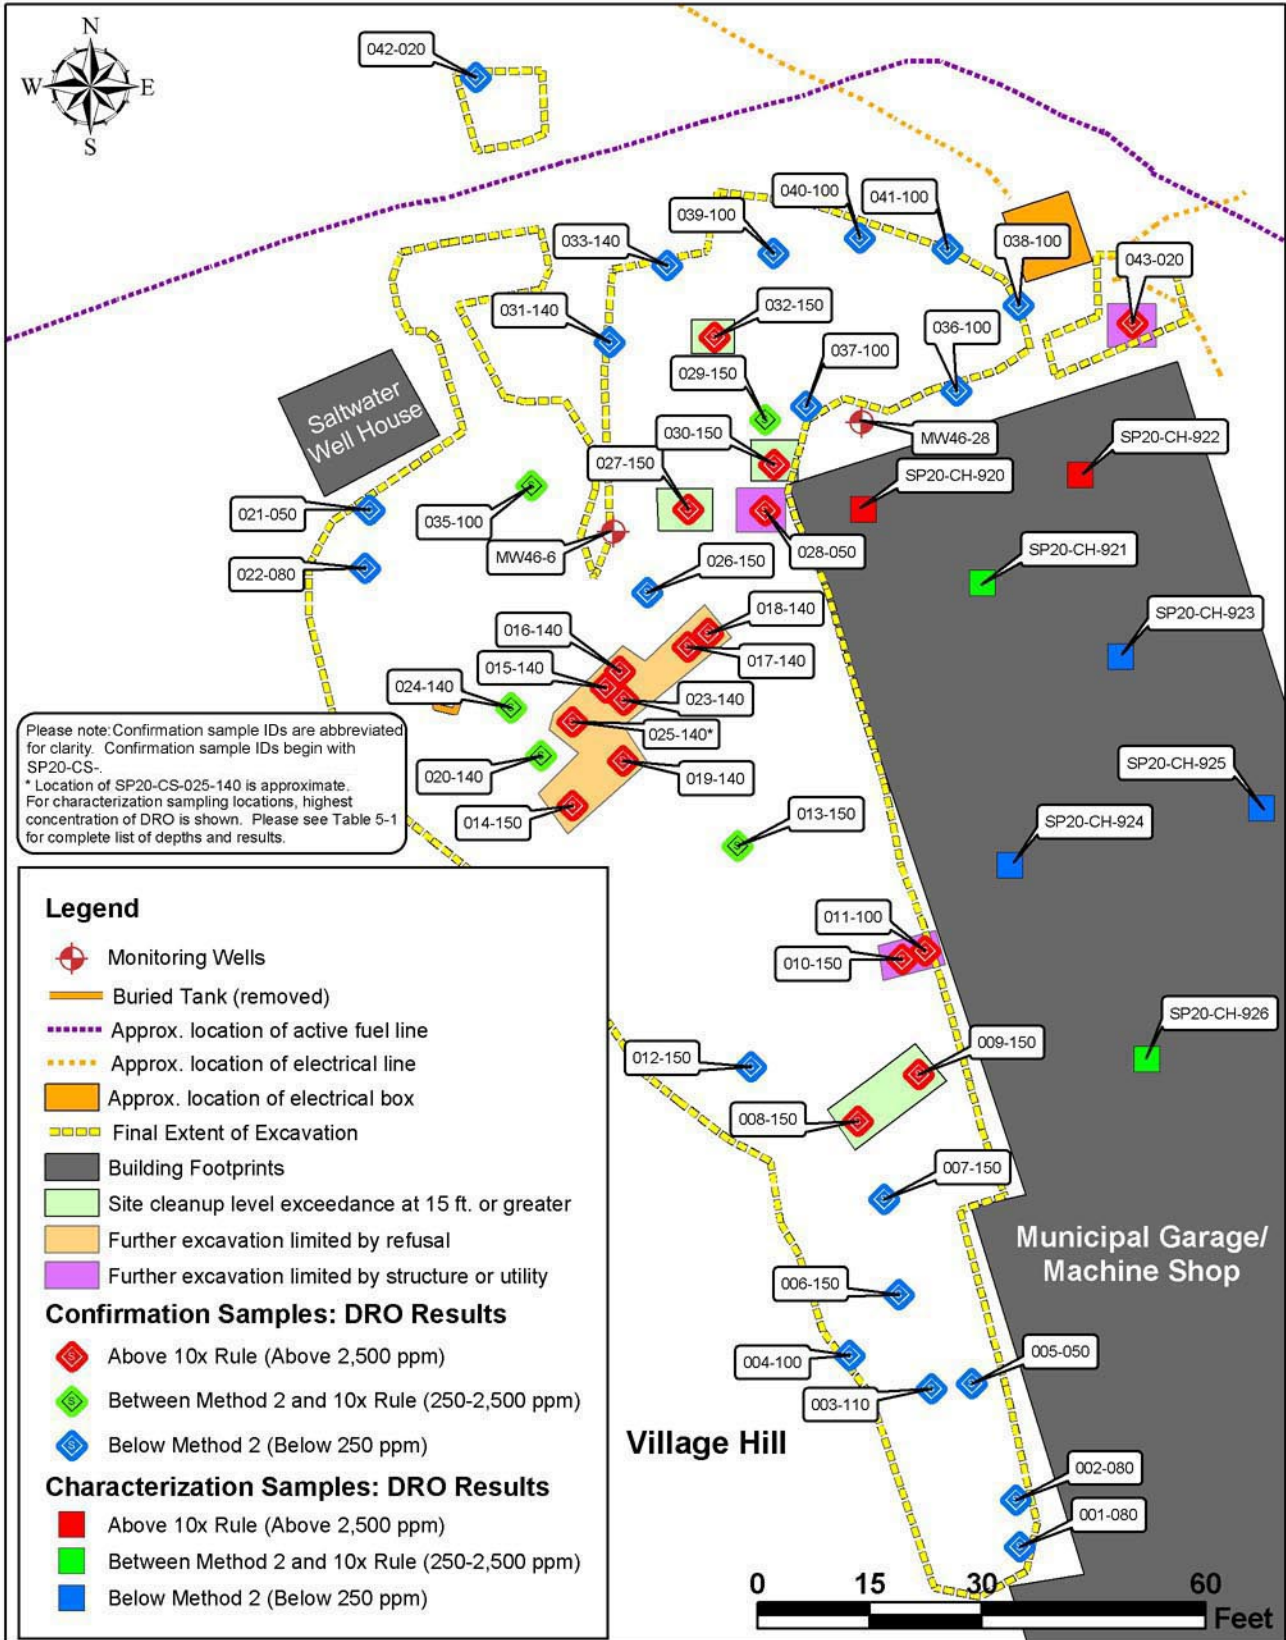 N
W E
S
042-020
040-100
041-100
039-100
033-140
038-100
043-020
031-140
032-150
037-100
036-100
029-150
Saltwater
Well House
030-150
MW46-28
SP20-CH-922
027-150
SP20-CH-920
021-050
035-100
MW46-6
028-050
SP20-CH-921
022-080
026-150
018-140
016-140
SP20-CH-923
015-140
017-140
024-140
023-140
025-140*
020-140
019-140
SP20-CH-925
014-150
013-150
SP20-CH-924
Please note: Confirmation sample IDs are abbreviated
for clarity. Confirmation sample IDs begin with
SP20-CS-.
* Location of SP20-CS-025-140 is approximate.
For characterization sampling locations, highest
concentration of DRO is shown. Please see Table 5-1
for complete list of depths and results.
011-100
010-150
SP20-CH-926
012-150
009-150
008-150
007-150
Municipal Garage/
Machine Shop
006-150
004-100
005-050
003-110
Village Hill
002-080
001-080
Legend
Monitoring Wells
Buried Tank (removed)
Approx. location of active fuel line
Approx. location of electrical line
Approx. location of electrical box
Final Extent of Excavation
Building Footprints
Site cleanup level exceedance at 15 ft. or greater
Further excavation limited by refusal
Further excavation limited by structure or utility
Confirmation Samples: DRO Results
S Above 10x Rule (Above 2,500 ppm)
S Between Method 2 and 10x Rule (250-2,500 ppm)
S Below Method 2 (Below 250 ppm)
Characterization Samples: DRO Results
Above 10x Rule (Above 2,500 ppm)
Between Method 2 and 10x Rule (250-2,500 ppm)
Below Method 2 (Below 250 ppm)
0 15 30 60
Feet